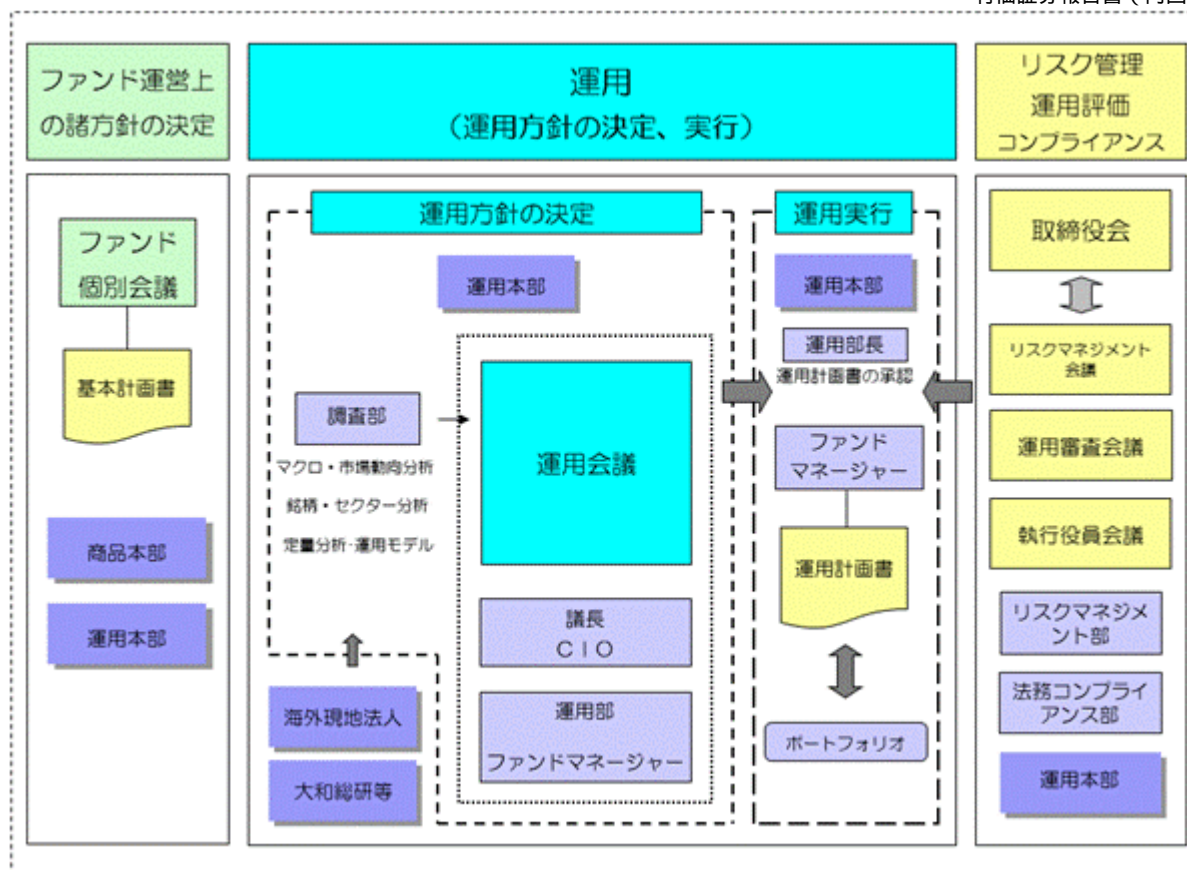 ファンド運営上
の諸方針の決定
運用
（運用方針の決定、実行）
リスク管理
運用評価
コンプライアンス
ファンド
個別会議
基本計画書
商品本部
運用本部
運用方針の決定
運用本部
調査部
マクロ・市場動向分析
銘柄・セクター分析
定量分析・運用モデル
海外現地法人
大和総研等
運用会議
議長
ＣＩＯ
運用部
ファンドマネージャー
運用実行
運用本部
運用部長
運用計画書の承認
ファンド
マネージャー
運用計画書
ポートフォリオ
取締役会
リスクマネジメント
会議
運用審査会議
執行役員会議
リスクマネジメ
ント部
法務コンプライ
アンス部
運用本部